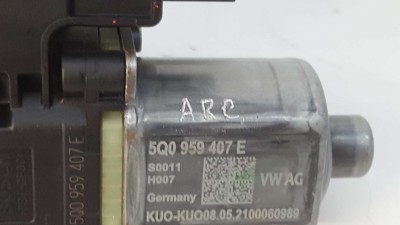 ARC
5Q0 959 407 E
S0011
H007
VW AG
Germany
KUO-KUO08.05.2100060989
5Q0 959 407 E